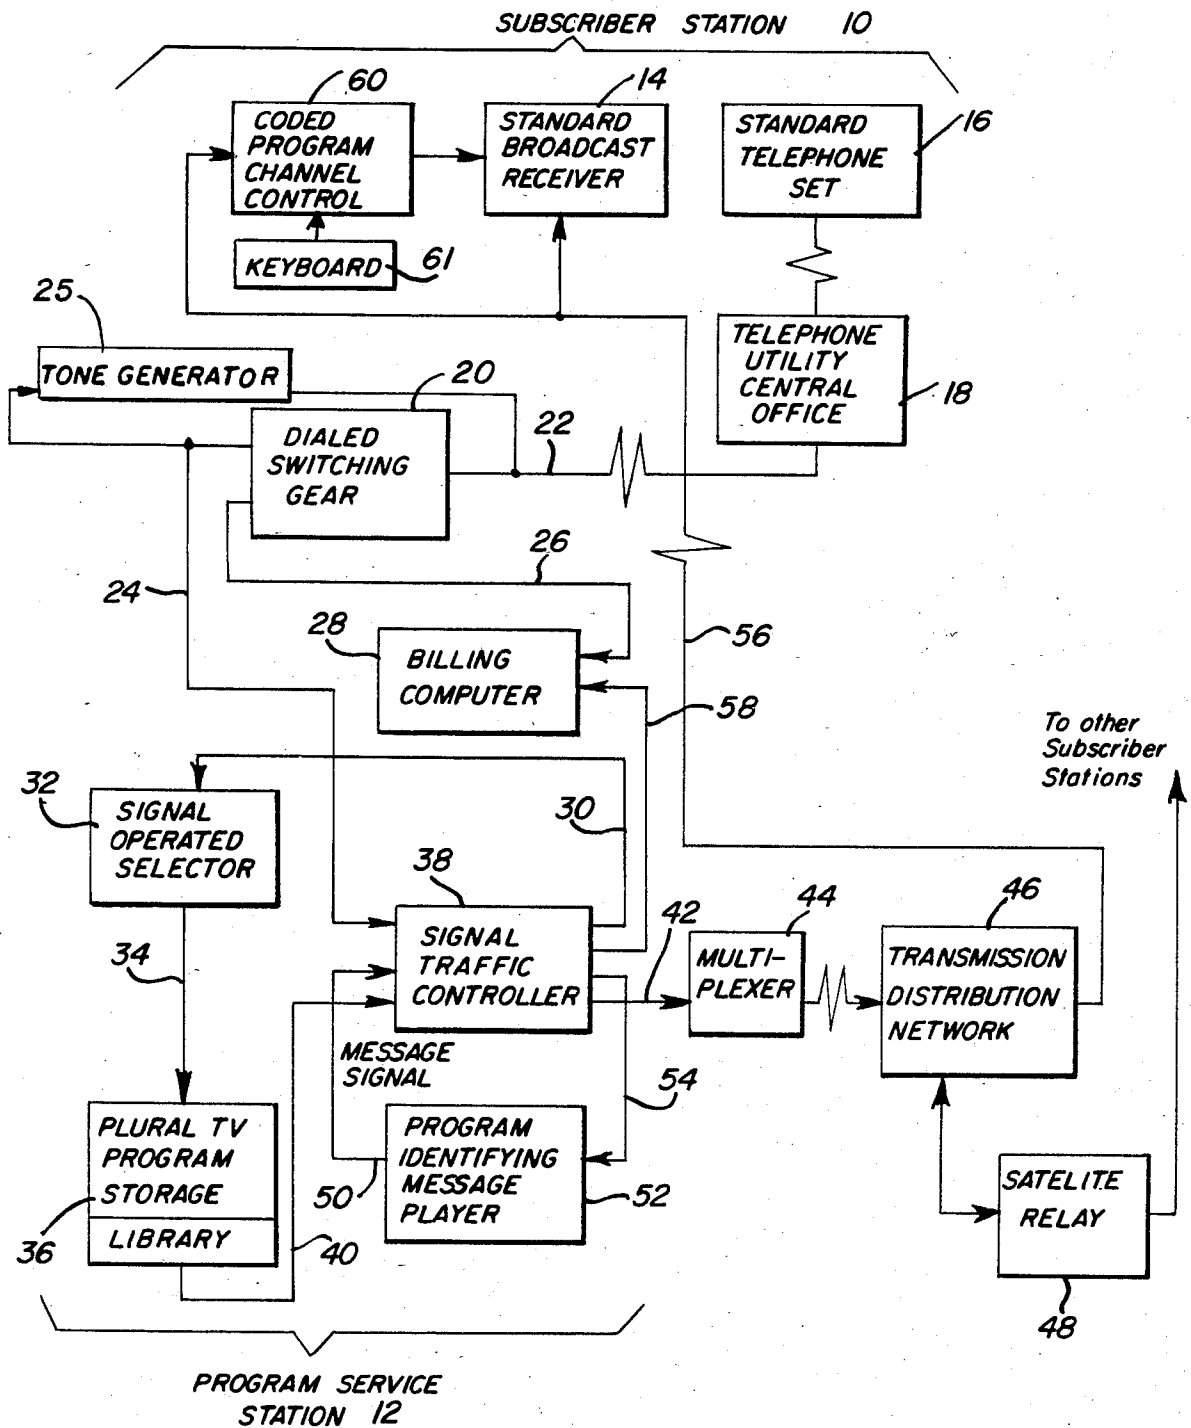 SUBSCRIBER STATION 10
60
14
CODED
PROGRAM
CHANNEL
CONTROL
STANDARD
BROADCAST
RECEIVER
STANDARD
TELEPHONE
SET
16
KEYBOARD
61
25
TONE GENERATOR
20
DIALED
SWITCHING
GEAR
22
TELEPHONE
UTILITY
CENTRAL
OFFICE
18
24
26
28
BILLING
COMPUTER
56
58
To other
Subscriber
Stations
32
SIGNAL
OPERATED
SELECTOR
30
34
38
SIGNAL
TRAFFIC
CONTROLLER
42
44
MULTI-
PLEXER
46
TRANSMISSION
DISTRIBUTION
NETWORK
MESSAGE
SIGNAL
54
PLURAL TV
PROGRAM
STORAGE
LIBRARY
36
40
50
PROGRAM
IDENTIFYING
MESSAGE
PLAYER
52
SATELITE
RELAY
48
PROGRAM SERVICE
STATION 12